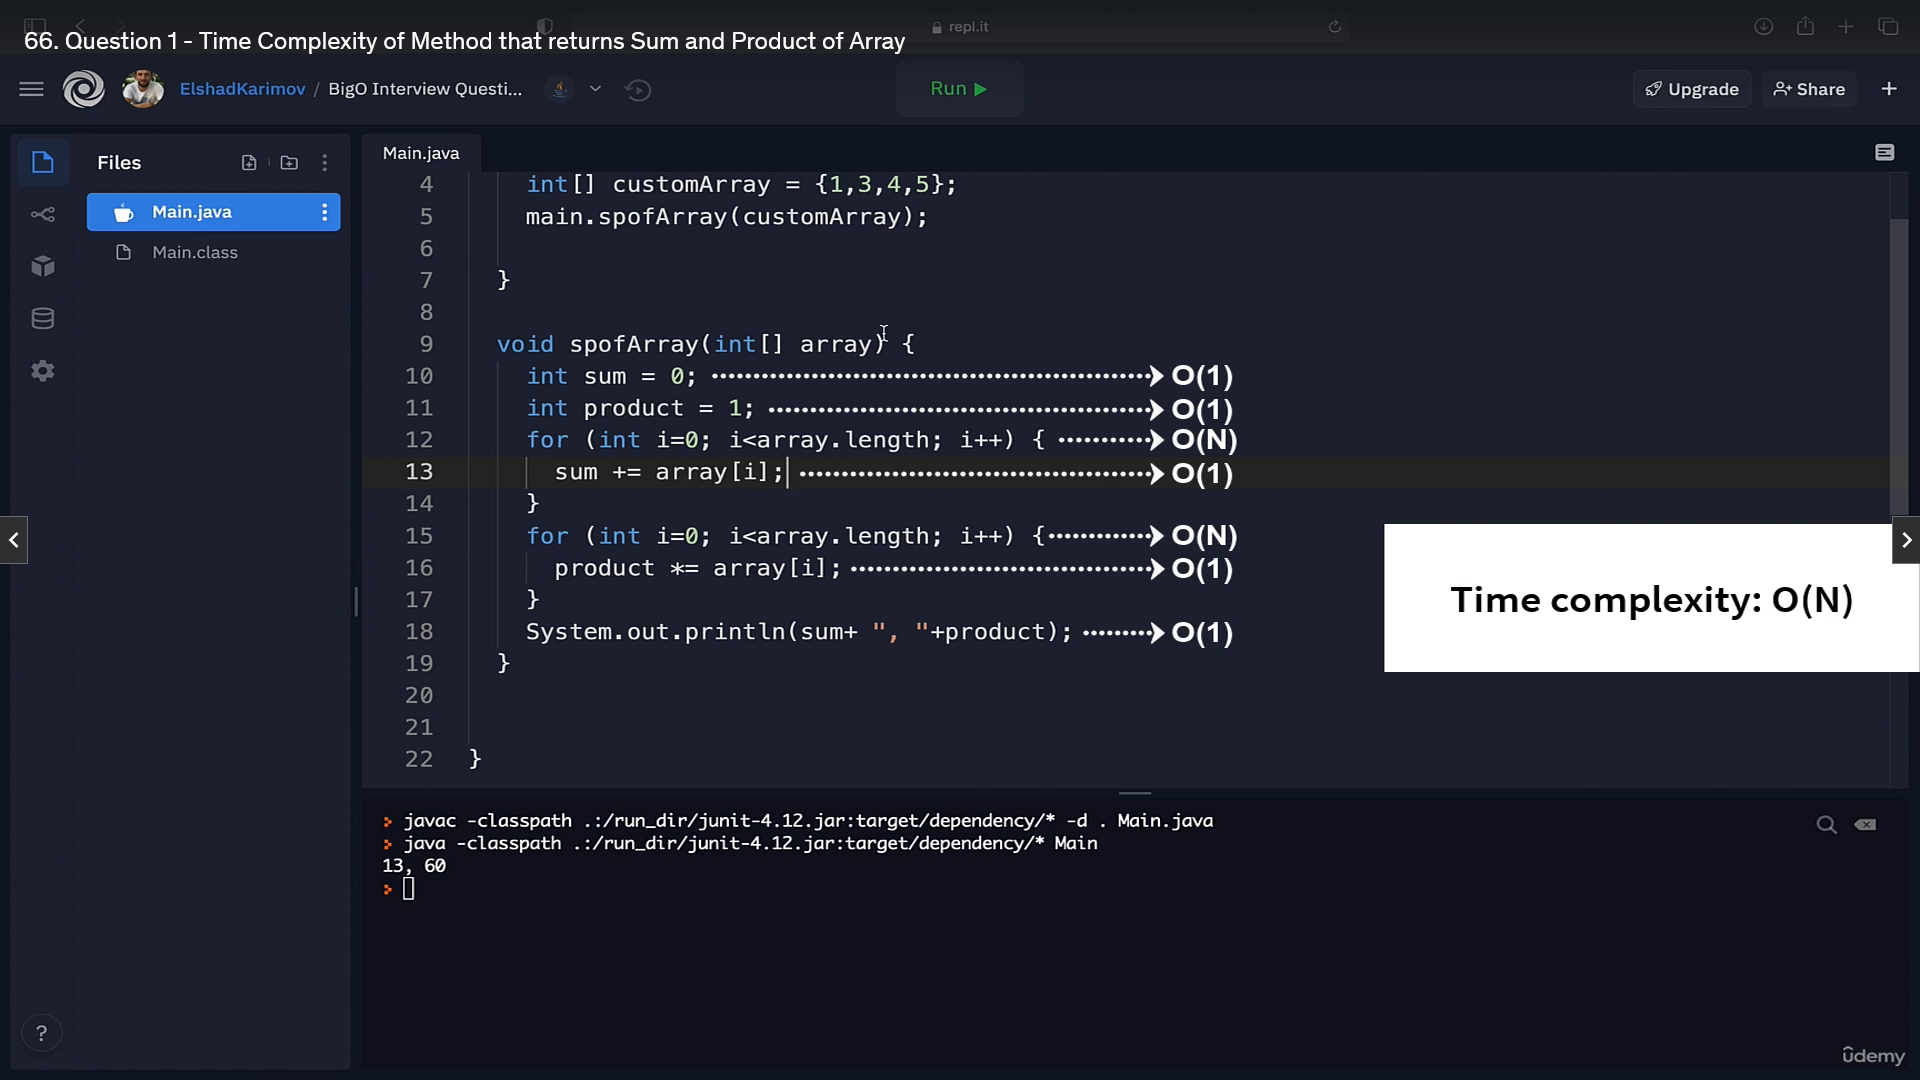 repl.it
66. Question 1 - Time Complexity of Method that returns Sum and Product of Array
ElshadKarimov / BigO Interview Questi... Run Upgrade Share
Files
Main.java
Main.class
Main.java
4 int[] customArray = {1,3,4,5};
5 main.spofArray(customArray);
6
7 }
8
9 void spofArray(int[] array) {
10 int sum = 0; O(1)
11 int product = 1; O(1)
12 for (int i=0; i<array.length; i++) { O(N)
13 sum += array[i]; O(1)
14 }
15 for (int i=0; i<array.length; i++) { O(N)
16 product *= array[i]; O(1)
17 }
18 System.out.println(sum+ ", "+product); O(1)
19 }
20
21
22 }
Time complexity: O(N)
> javac -classpath .:/run_dir/junit-4.12.jar:target/dependency/* -d . Main.java
> java -classpath .:/run_dir/junit-4.12.jar:target/dependency/* Main
13, 60
>
?
ûdemy